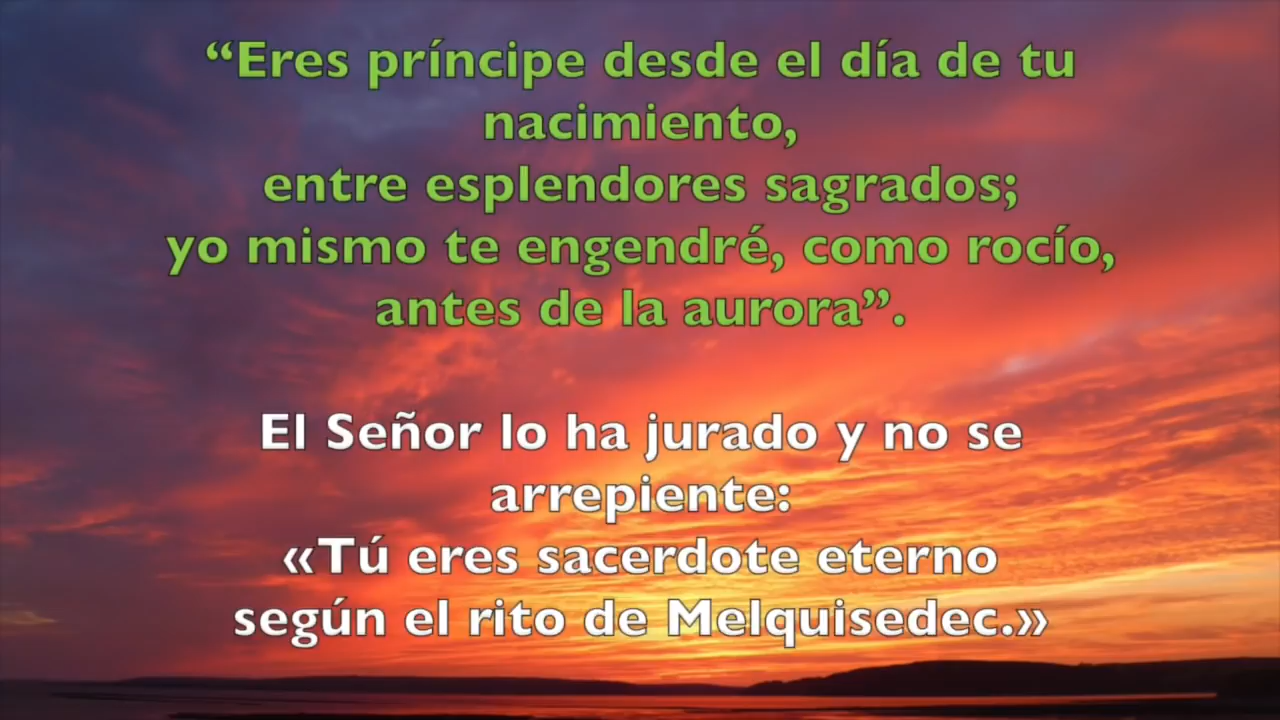 “Eres príncipe desde el día de tu
nacimiento,
entre esplendores sagrados;
yo mismo te engendré, como rocío,
antes de la aurora”.
El Señor lo ha jurado y no se
arrepiente:
«Tú eres sacerdote eterno
según el rito de Melquisedec.»